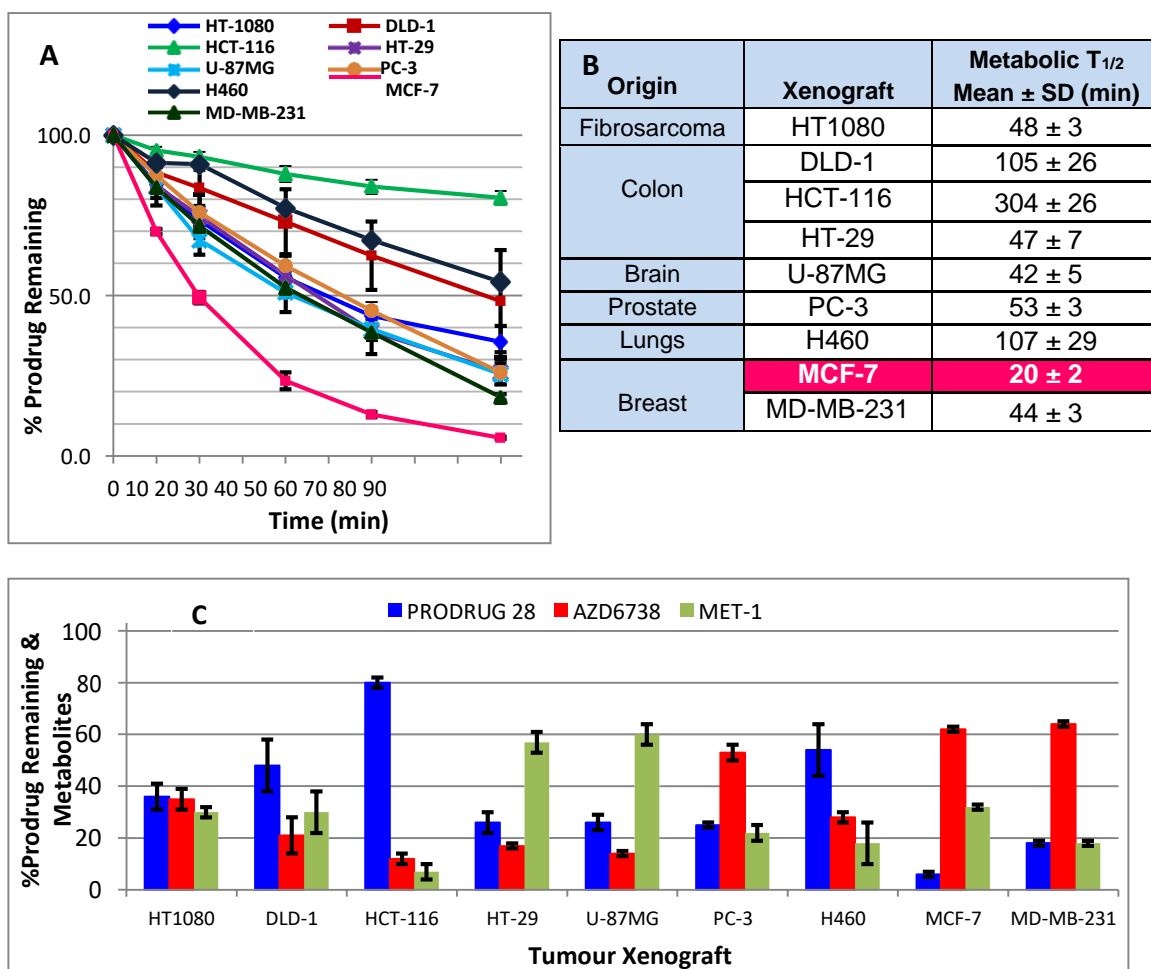 A
HT-1080
DLD-1
HCT-116
HT-29
U-87MG
PC-3
H460
MCF-7
MD-MB-231
% Prodrug Remaining
100.0
50.0
0.0
0 10 20 30 40 60 70 80 90
Time (min)
B
Origin
Xenograft
Metabolic T1/2
Mean ± SD (min)
Fibrosarcoma HT1080 48 ± 3
Colon
DLD-1 105 ± 26
HCT-116 304 ± 26
HT-29 47 ± 7
Brain U-87MG 42 ± 5
Prostate PC-3 53 ± 3
Lungs H460 107 ± 29
Breast
MCF-7 20 ± 2
MD-MB-231 44 ± 3
C
PRODRUG 28 AZD6738 MET-1
%Prodrug Remaining &
Metabolites
100
80
60
40
20
0
HT1080 DLD-1 HCT-116 HT-29 U-87MG PC-3 H460 MCF-7 MD-MB-231
Tumour Xenograft